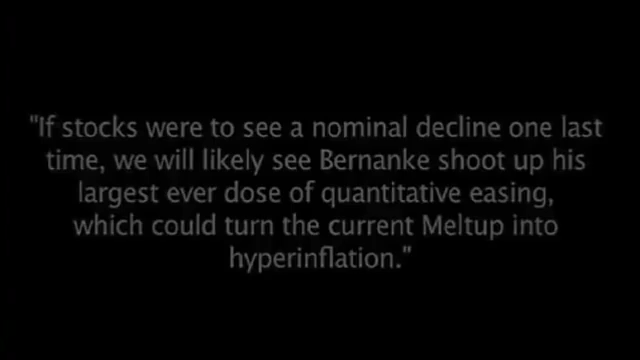 "If stocks were to see a nominal decline one last
time, we will likely see Bernanke shoot up his
largest ever dose of quantitative easing,
which could turn the current Meltup into
hyperinflation."